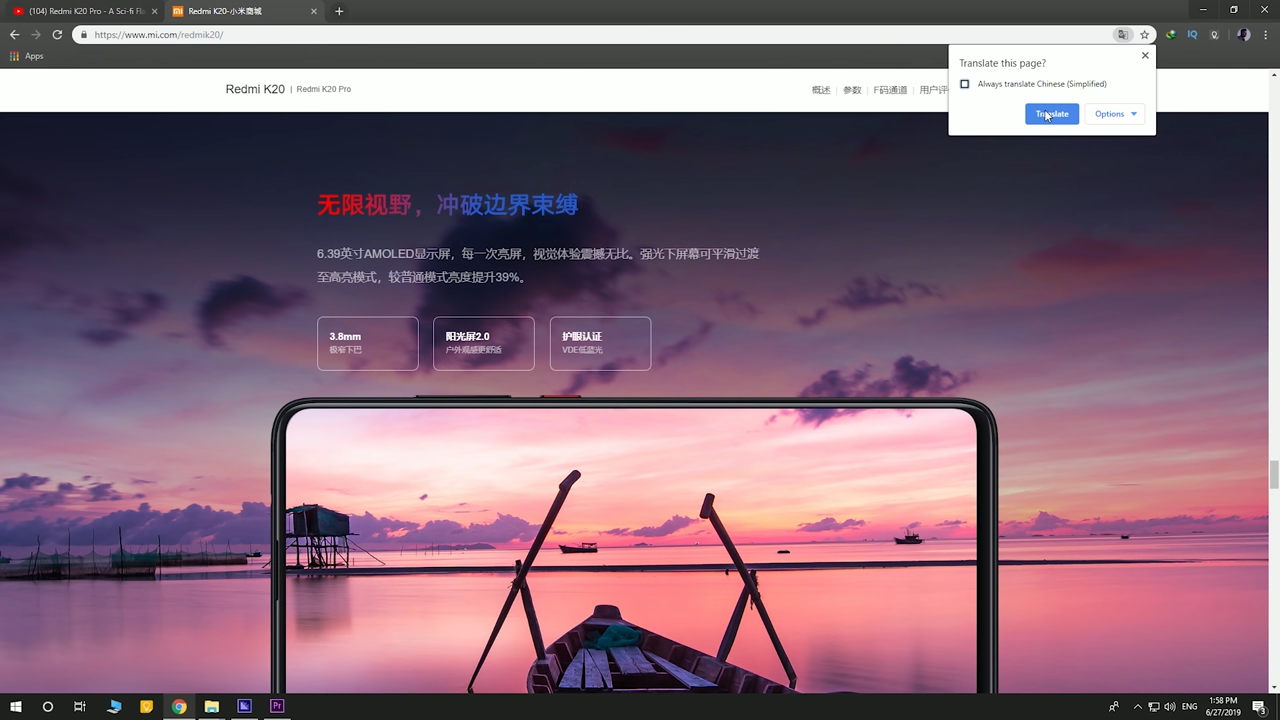 (104) Redmi K20 Pro - A Sci-fi Fl
Redmi K20-小米商城
https://www.mi.com/redmik20/
IQ
Apps
Translate this page?
Always translate Chinese (Simplified)
Translate
Options
Redmi K20 | Redmi K20 Pro
概述 | 参数 | F码通道 | 用户评
无限视野，冲破边界束缚
6.39英寸AMOLED显示屏，每一次亮屏，视觉体验震撼无比。强光下屏幕可平滑过渡
至高亮模式，较普通模式亮度提升39%。
3.8mm
极窄下巴
阳光屏2.0
户外观感更舒适
护眼认证
VDE低蓝光
Pr
ENG
1:58 PM
6/27/2019
3